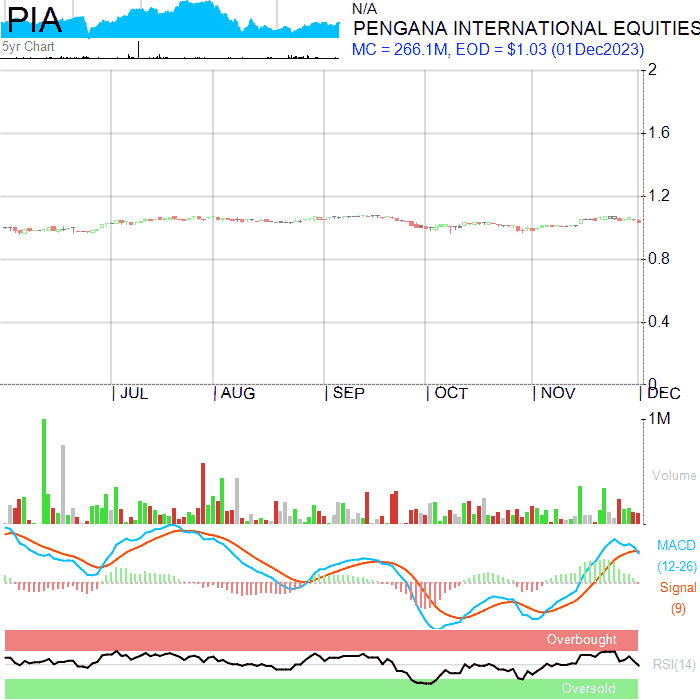 PIA
5yr Chart
N/A
PENGANA INTERNATIONAL EQUITIES
MC = 266.1M, EOD = $1.03 (01Dec2023)
2
1.6
1.2
0.8
0.4
0
JUL AUG SEP OCT NOV DEC
1M
Volume
MACD
(12-26)
Signal
(9)
Overbought
RSI(14)
Oversold